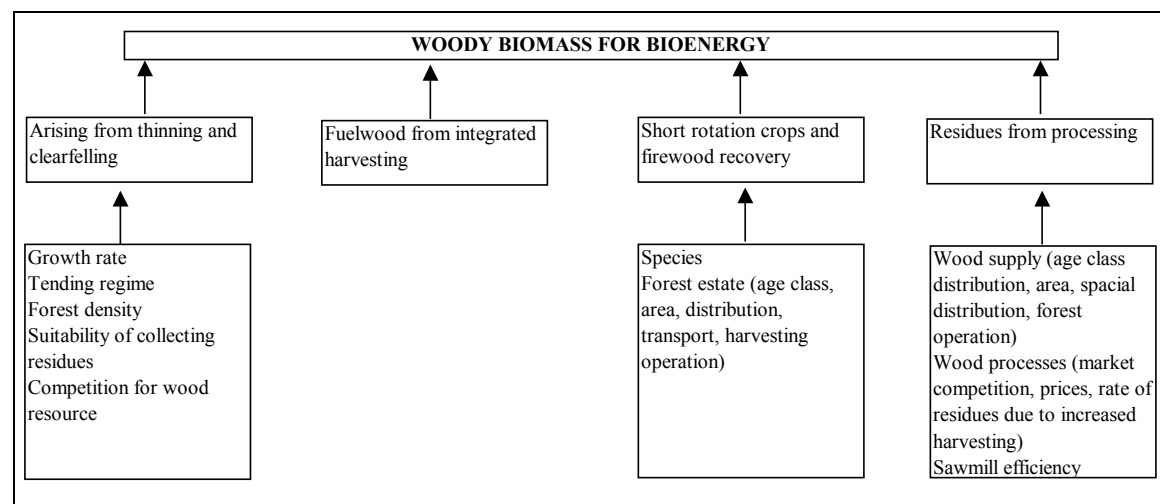 WOODY BIOMASS FOR BIOENERGY
Arising from thinning and
clearfelling
Fuelwood from integrated
harvesting
Short rotation crops and
firewood recovery
Residues from processing
Growth rate
Tending regime
Forest density
Suitability of collecting
residues
Competition for wood
resource
Species
Forest estate (age class,
area, distribution,
transport, harvesting
operation)
Wood supply (age class
distribution, area, spacial
distribution, forest
operation)
Wood processes (market
competition, prices, rate of
residues due to increased
harvesting)
Sawmill efficiency